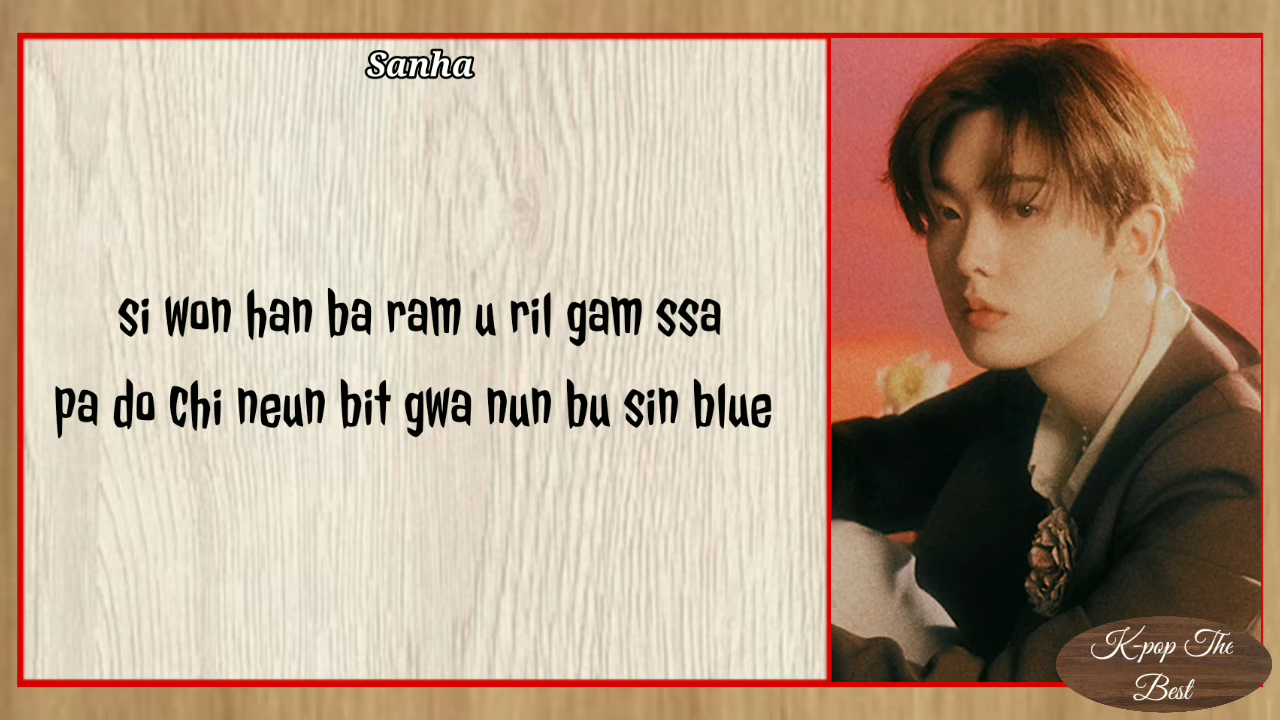 Sanha
si won han ba ram u ril gam ssa
pa do chi neun bit gwa nun bu sin blue
K-pop The
Best